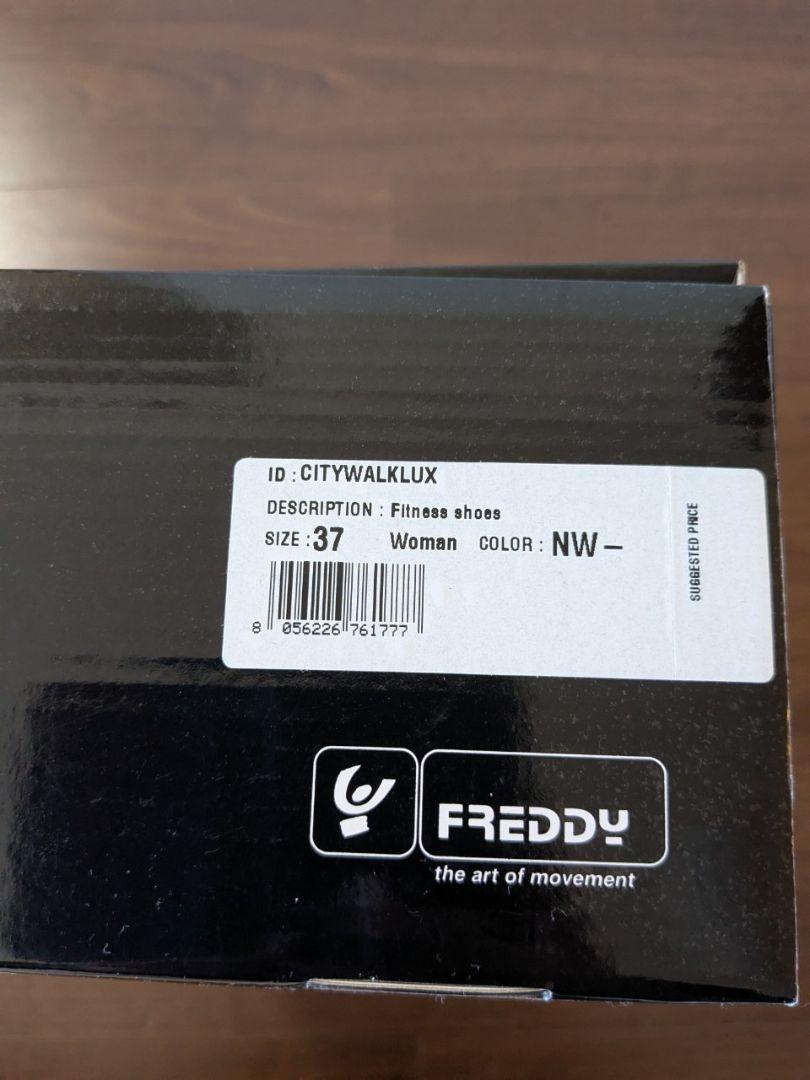 ID : CITYWALKLUX
DESCRIPTION : Fitness shoes
SIZE : 37 Woman COLOR : NW –
SUGGESTED PRICE
8 056226 761777
FREDDY
the art of movement